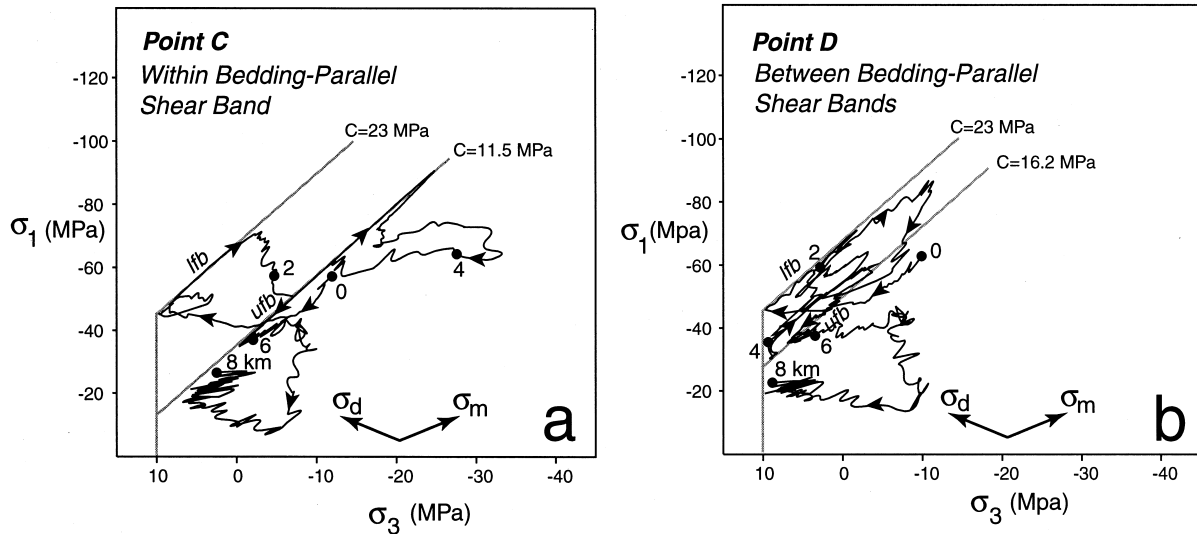 Point C
Within Bedding-Parallel
Shear Band
-120
-100
-80
-60
-40
-20
σ1 (MPa)
C=23 MPa
C=11.5 MPa
lfb
ufb
2
0
4
6
8 km
σd
σm
a
10
0
-10
-20
-30
-40
σ3 (MPa)
Point D
Between Bedding-Parallel
Shear Bands
-120
-100
-80
-60
-40
-20
σ1 (Mpa)
C=23 MPa
C=16.2 MPa
lfb
ufb
2
0
4
6
8 km
σd
σm
b
10
0
-10
-20
-30
-40
σ3 (Mpa)